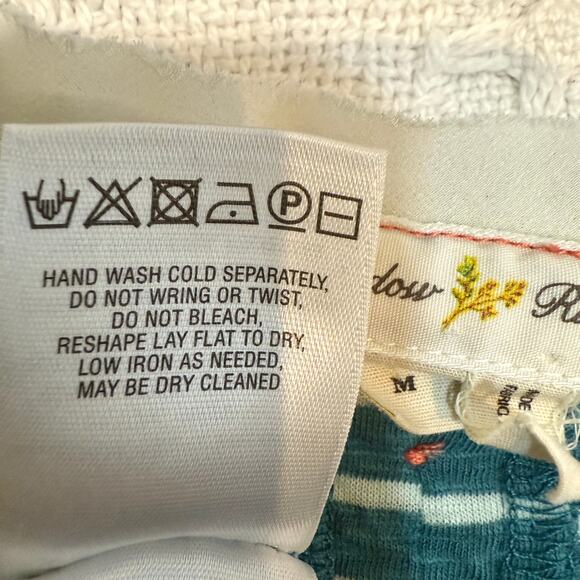 P
HAND WASH COLD SEPARATELY,
DO NOT WRING OR TWIST,
DO NOT BLEACH,
RESHAPE LAY FLAT TO DRY,
LOW IRON AS NEEDED,
MAY BE DRY CLEANED
dow
M